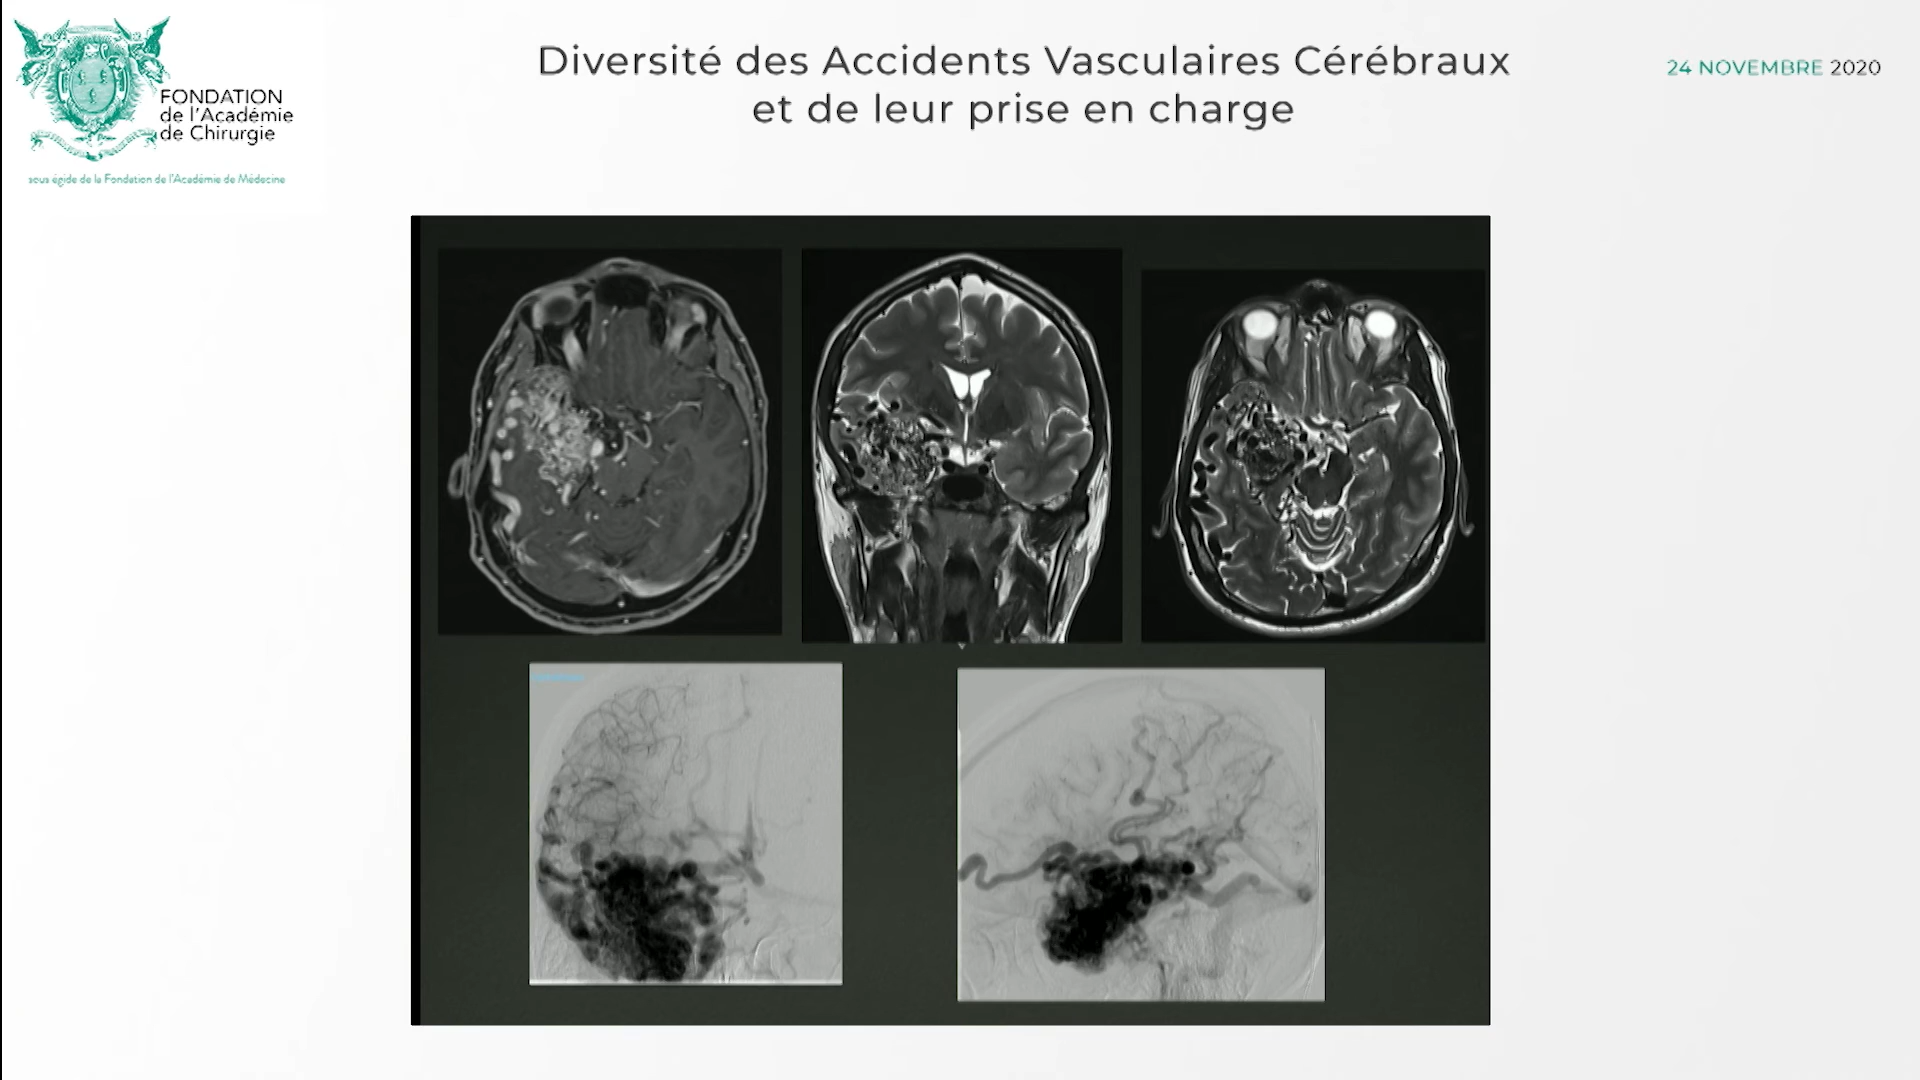 FONDATION
de l'Académie
de Chirurgie
sous égide de la Fondation de l'Académie de Médecine
Diversité des Accidents Vasculaires Cérébraux
et de leur prise en charge
24 NOVEMBRE 2020